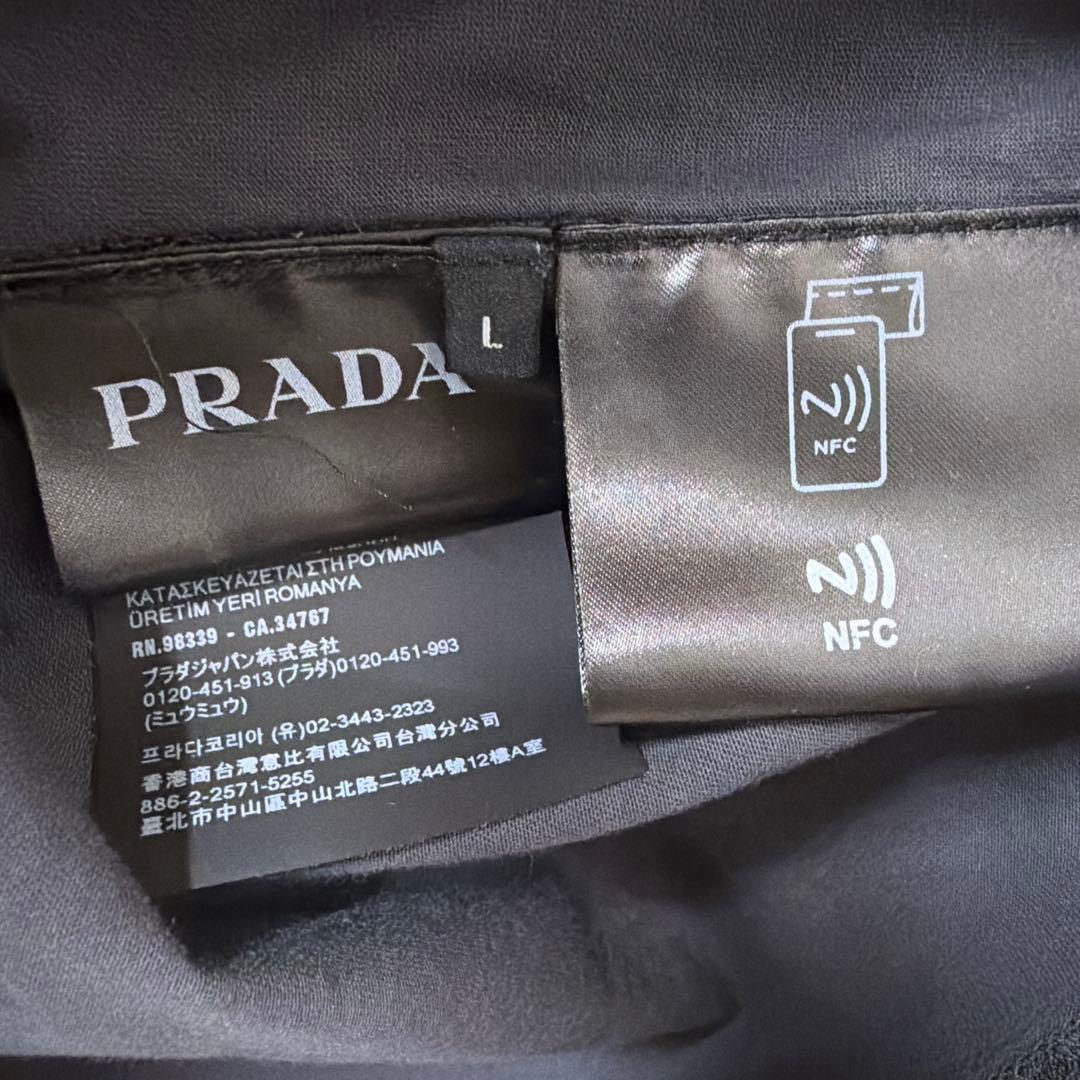 PRADA
L
ΚΑΤΑΣΚΕΥΑΖΕΤΑΙ ΣΤΗ ΡΟΥΜΑΝΙΑ
ÜRETİM YERİ ROMANYA
RN.98339 - CA.34767
プラダジャパン株式会社
0120-451-913 (プラダ)0120-451-993
(ミュウミュウ)
프라다코리아 (유)02-3443-2323
香港商台灣意比有限公司台灣分公司
886-2-2571-5255
臺北市中山區中山北路二段44號12樓A室
NFC
NFC